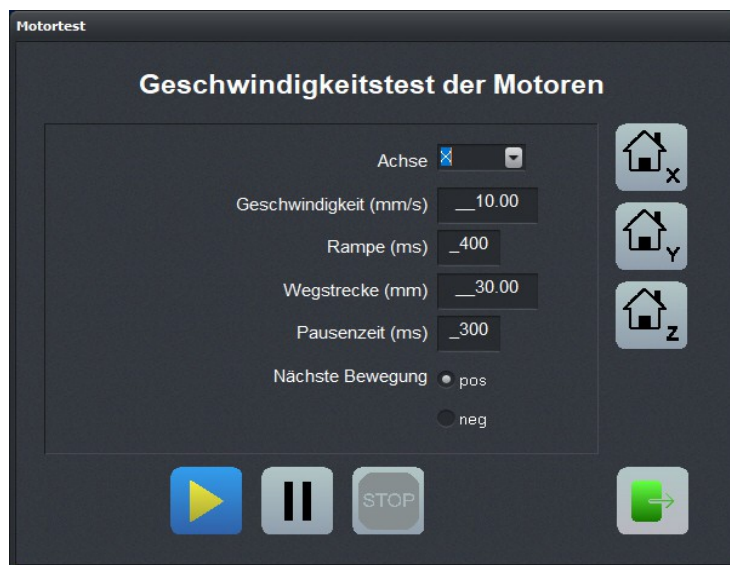 Motortest
Geschwindigkeitstest der Motoren
Achse X
Geschwindigkeit (mm/s) __10.00
Rampe (ms) _400
Wegstrecke (mm) __30.00
Pausenzeit (ms) _300
Nächste Bewegung pos
neg
X
Y
Z
STOP